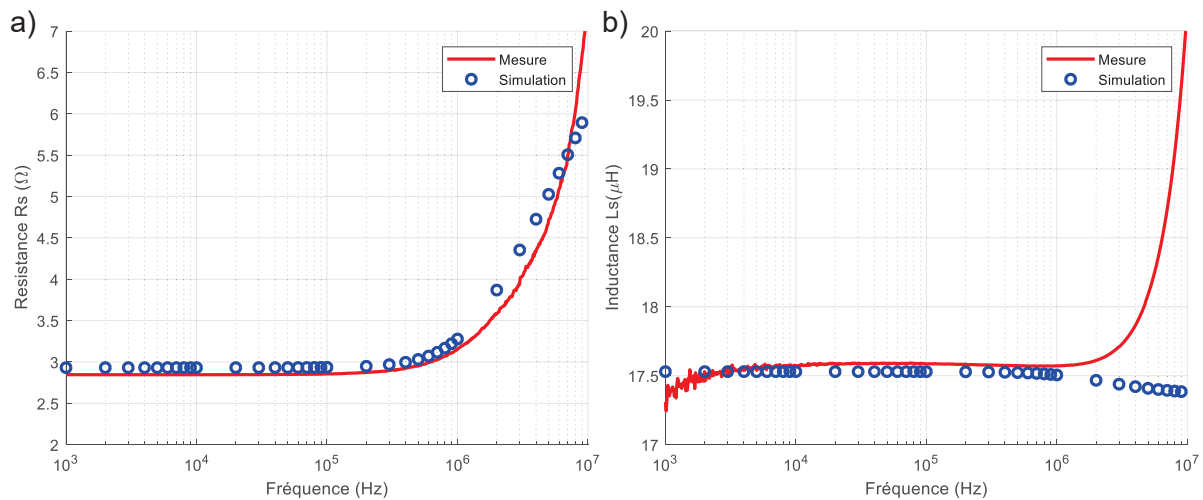 a)
Resistance Rs (Ω)
7
6.5
6
5.5
5
4.5
4
3.5
3
2.5
2
Mesure
Simulation
10³ 10⁴ 10⁵ 10⁶ 10⁷
Fréquence (Hz)
b)
Inductance Ls(μH)
20
19.5
19
18.5
18
17.5
17
Mesure
Simulation
10³ 10⁴ 10⁵ 10⁶ 10⁷
Fréquence (Hz)